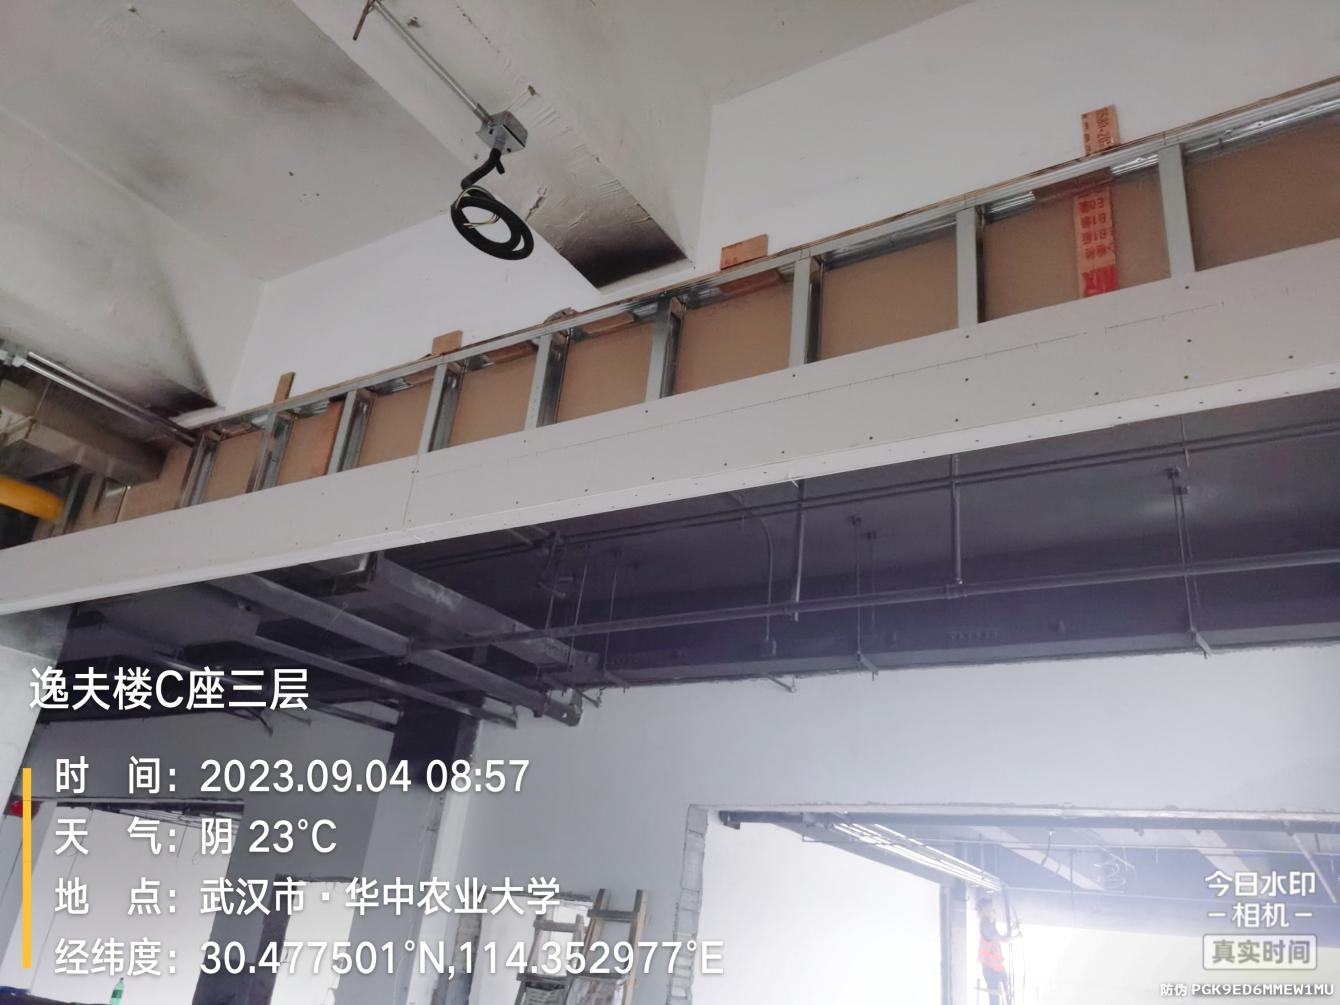 逸夫楼C座三层
时 间：2023.09.04 08:57
天 气：阴 23°C
地 点：武汉市·华中农业大学
经纬度：30.477501°N,114.352977°E
今日水印
-相机-
真实时间
防伪 PGK9ED6MMEW1MU